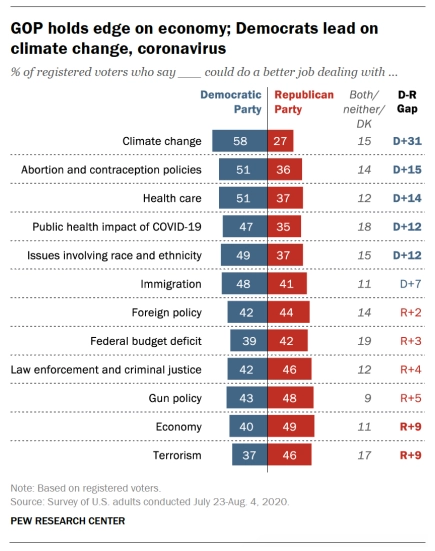 GOP holds edge on economy; Democrats lead on
climate change, coronavirus
% of registered voters who say ___ could do a better job dealing with ...
Democratic Party Republican Party Both/neither/DK D-R Gap
Climate change 58 27 15 D+31
Abortion and contraception policies 51 36 14 D+15
Health care 51 37 12 D+14
Public health impact of COVID-19 47 35 18 D+12
Issues involving race and ethnicity 49 37 15 D+12
Immigration 48 41 11 D+7
Foreign policy 42 44 14 R+2
Federal budget deficit 39 42 19 R+3
Law enforcement and criminal justice 42 46 12 R+4
Gun policy 43 48 9 R+5
Economy 40 49 11 R+9
Terrorism 37 46 17 R+9
Note: Based on registered voters.
Source: Survey of U.S. adults conducted July 23-Aug. 4, 2020.
PEW RESEARCH CENTER